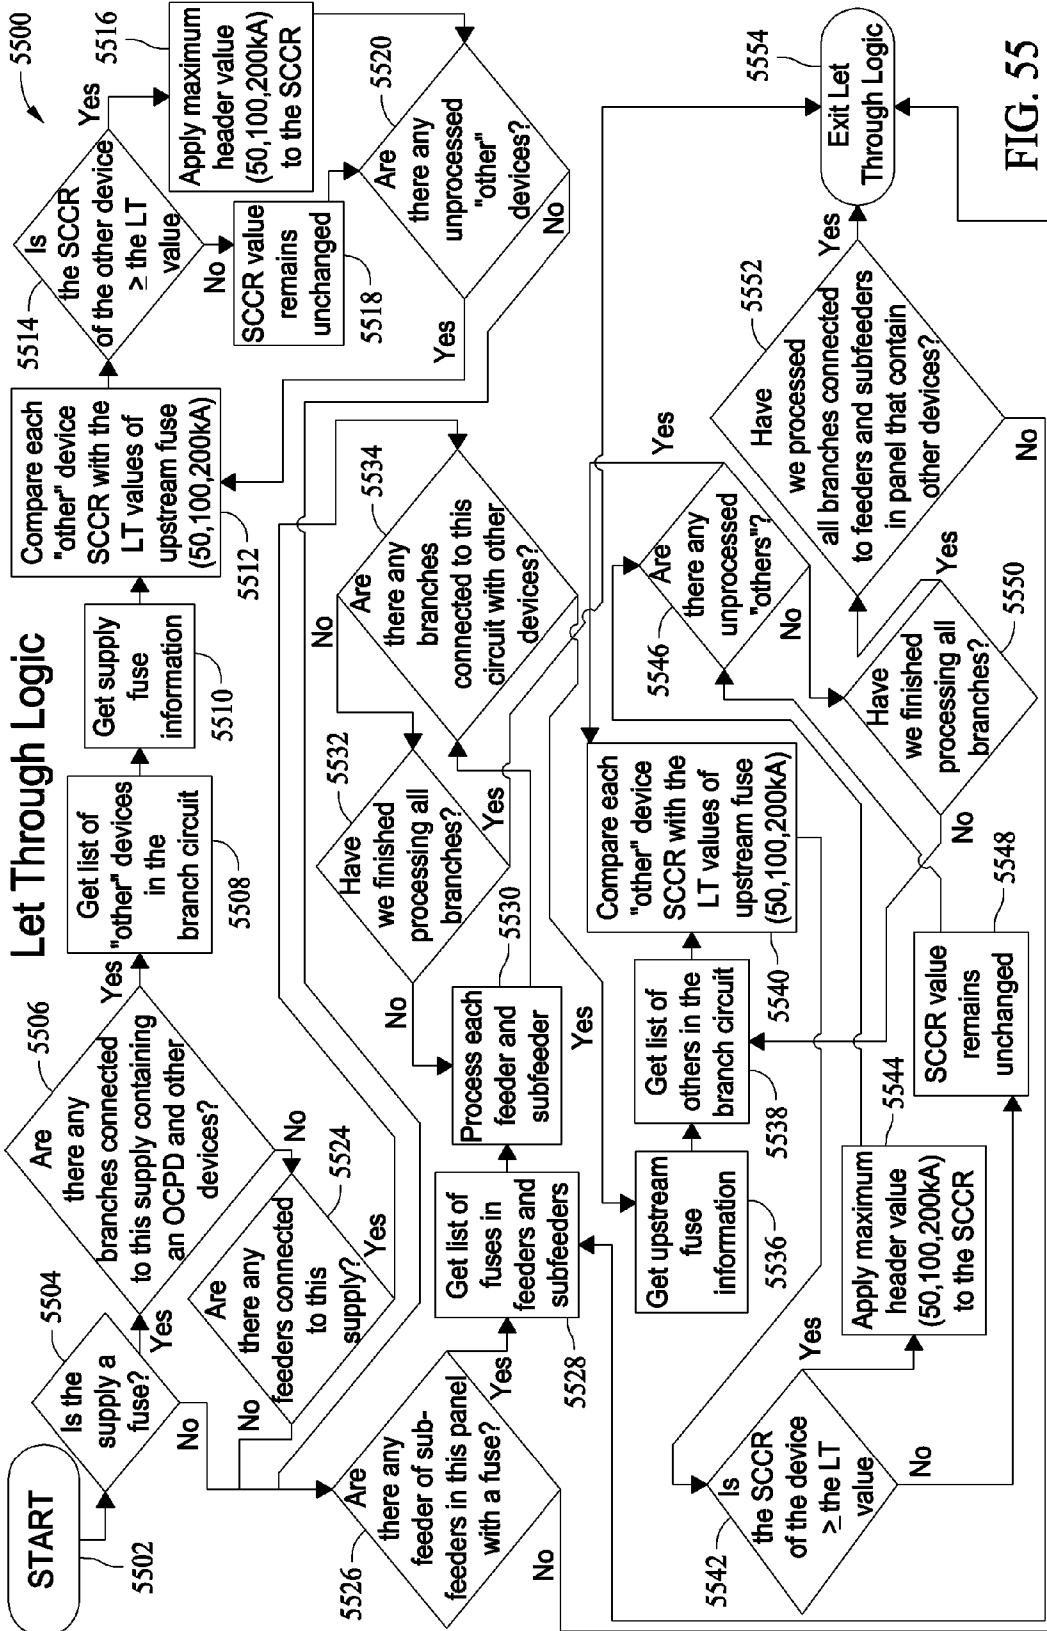 Let Through Logic
5500
START
5502
Is the
supply a
fuse?
5504
Yes
No
Are
there any
branches connected
to this supply containing
an OCPD and other
devices?
5506
Yes
No
Get list of
"other" devices
in the
branch circuit
5508
Get supply
fuse
information
5510
Compare each
"other" device
SCCR with the
LT values of
upstream fuse
(50,100,200kA)
5512
Is
the SCCR
of the other device
≥ the LT
value
5514
Yes
No
Apply maximum
header value
(50,100,200kA)
to the SCCR
5516
SCCR value
remains
unchanged
5518
Are
there any
unprocessed
"other"
devices?
5520
Yes
No
Are
there any
feeders connected
to this
supply?
5524
No
Yes
Are
there any
feeder of sub-
feeders in this panel
with a fuse?
5526
Yes
No
Get list of
fuses in
feeders and
subfeeders
5528
Process each
feeder and
subfeeder
5530
Have
we finished
processing all
branches?
5532
No
Yes
Are
there any
branches
connected to this
circuit with other
devices?
5534
No
Yes
Get upstream
fuse
information
5536
Get list of
others in the
branch circuit
5538
Compare each
"other" device
SCCR with the
LT values of
upstream fuse
(50,100,200kA)
5540
Is
the SCCR
of the device
≥ the LT
value
5542
Yes
No
Apply maximum
header value
(50,100,200kA)
to the SCCR
5544
Are
there any
unprocessed
"others"?
5546
Yes
No
SCCR value
remains
unchanged
5548
Have
we finished
processing all
branches?
5550
No
Yes
Have
we processed
all branches connected
to feeders and subfeeders
in panel that contain
other devices?
5552
Yes
No
Exit Let
Through Logic
5554
FIG. 55